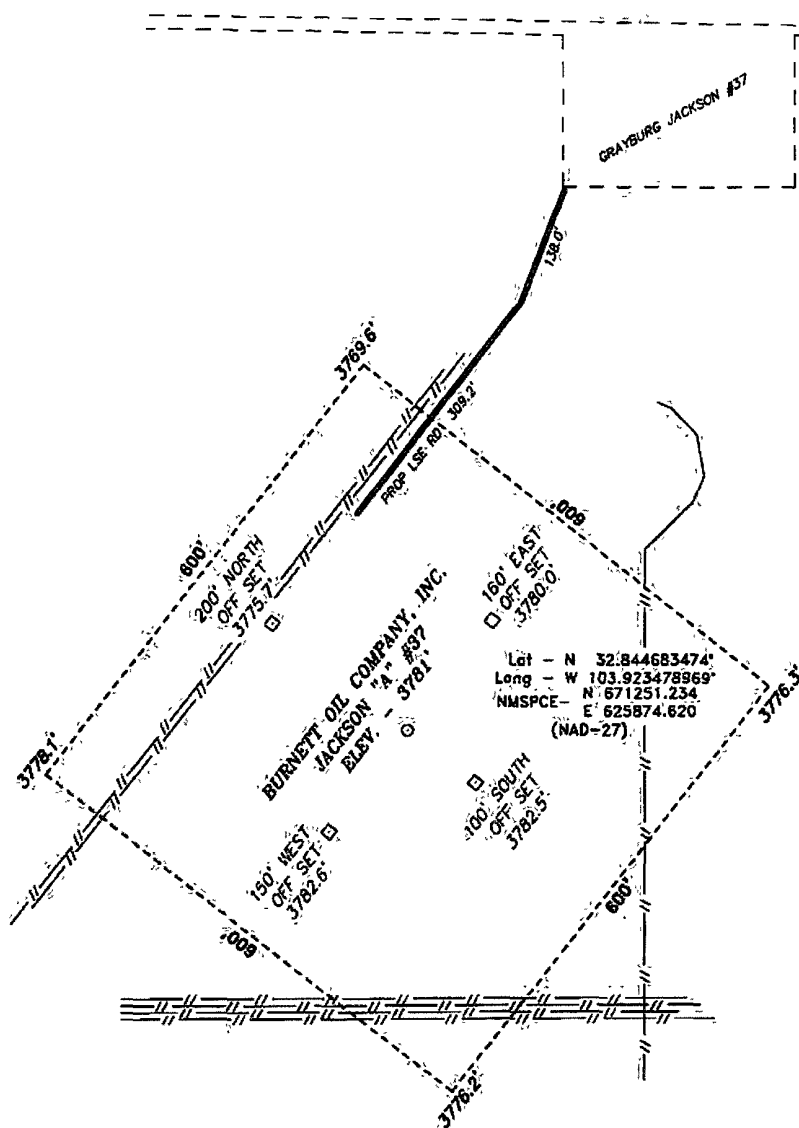 GRAYBURG JACKSON #37
138.0'
3769.6'
PROP LSE RD 309.2'
600'
600'
200' NORTH
OFF SET
3775.7'
160' EAST
OFF SET
3780.0'
BURNETT OIL COMPANY, INC.
JACKSON "A" #37
ELEV. - 3781'
Lat - N 32.844683474°
Long - W 103.923478969°
NMSPCE- N 671251.234
E 625874.620
(NAD-27)
3776.3'
3778.1'
100' SOUTH
OFF SET
3782.5'
150' WEST
OFF SET
3782.6'
600'
600'
3776.2'